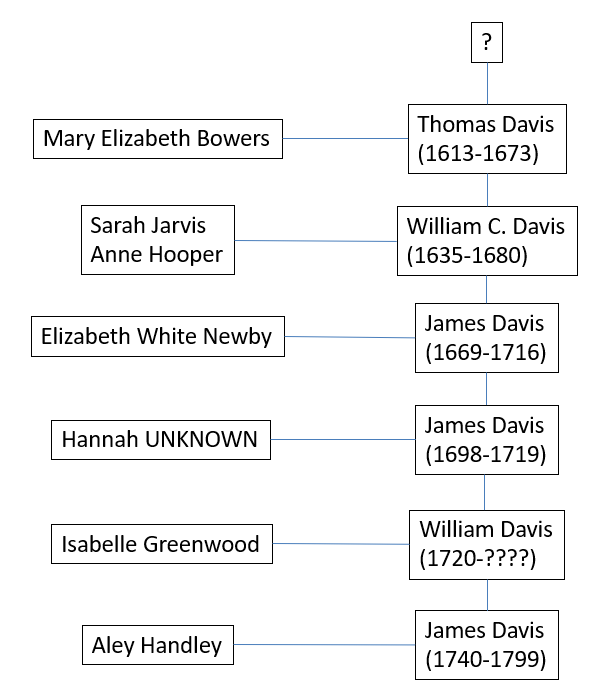 ?
Mary Elizabeth Bowers
Thomas Davis
(1613-1673)
Sarah Jarvis
Anne Hooper
William C. Davis
(1635-1680)
Elizabeth White Newby
James Davis
(1669-1716)
Hannah UNKNOWN
James Davis
(1698-1719)
Isabelle Greenwood
William Davis
(1720-????)
Aley Handley
James Davis
(1740-1799)